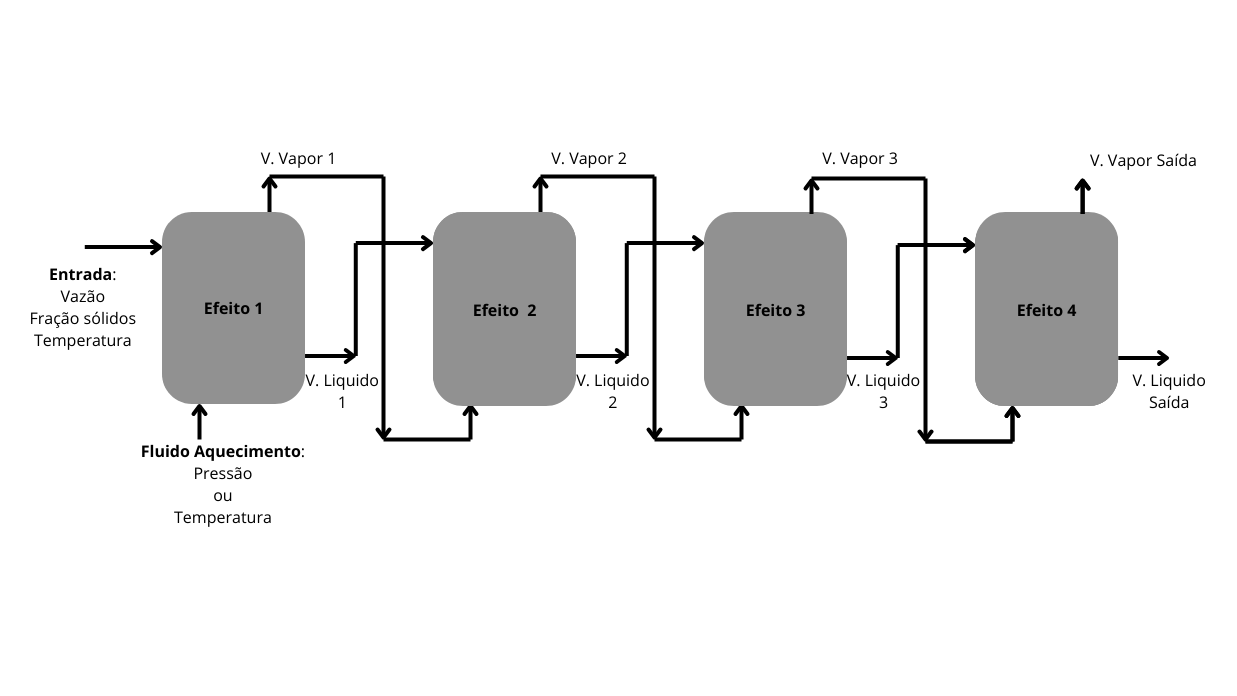 V. Vapor 1
V. Vapor 2
V. Vapor 3
V. Vapor Saída
Entrada:
Vazão
Fração sólidos
Temperatura
Efeito 1
Efeito  2
Efeito 3
Efeito 4
V. Liquido
1
V. Liquido
2
V. Liquido
3
V. Liquido
Saída
Fluido Aquecimento:
Pressão
ou
Temperatura